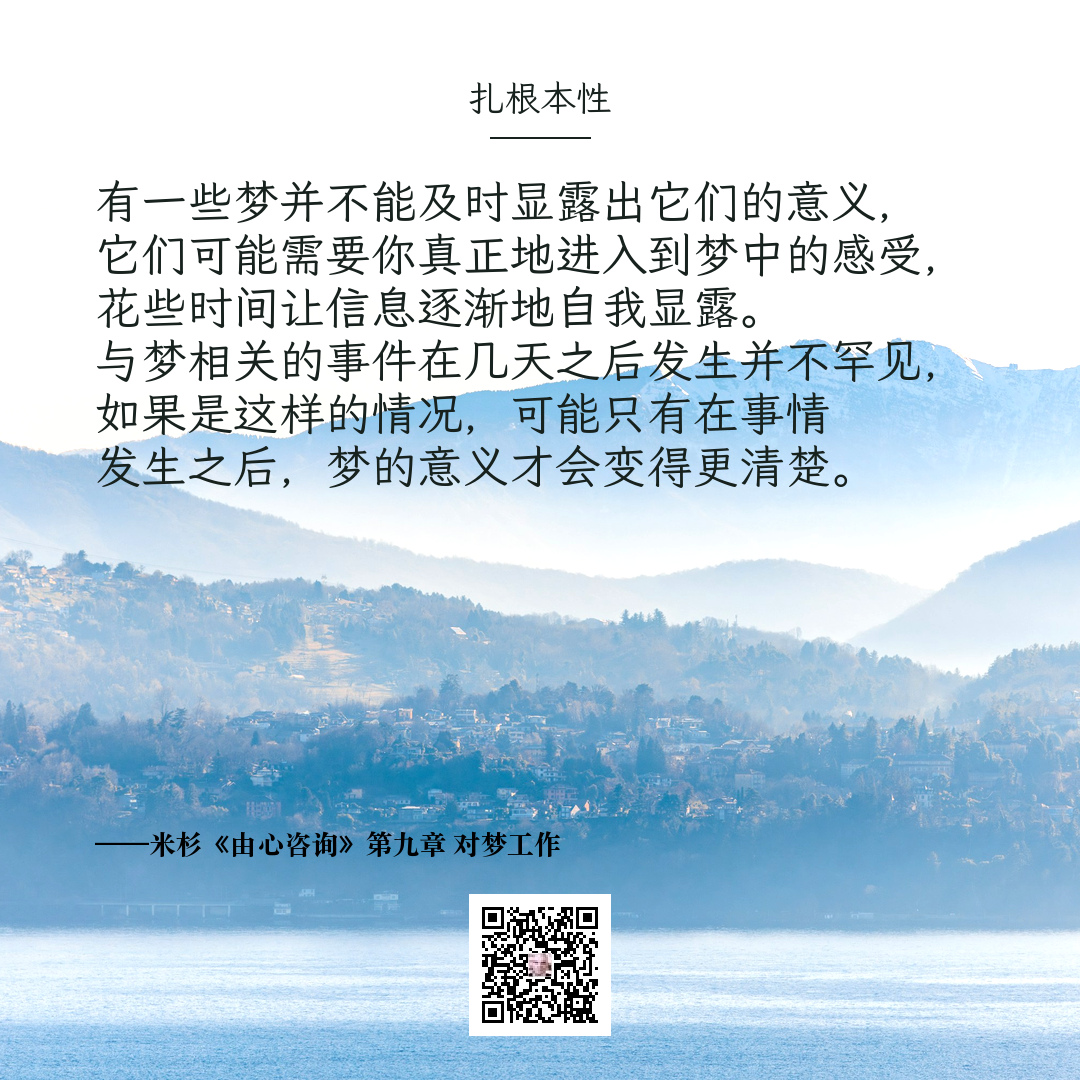 扎根本性
有一些梦并不能及时显露出它们的意义，
它们可能需要你真正地进入到梦中的感受，
花些时间让信息逐渐地自我显露。
与梦相关的事件在几天之后发生并不罕见，
如果是这样的情况，可能只有在事情
发生之后，梦的意义才会变得更清楚。
——米杉《由心咨询》第九章 对梦工作